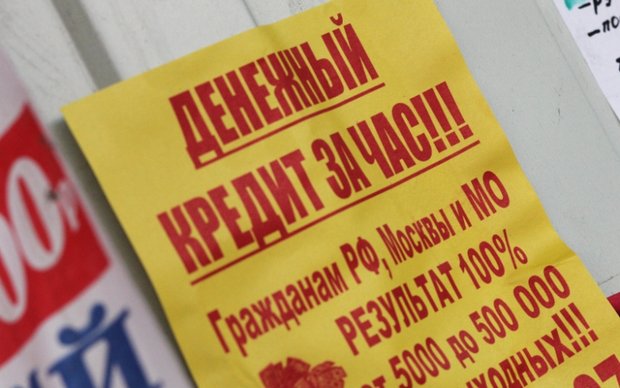 ДЕНЕЖНЫЙ
КРЕДИТ ЗА ЧАС!!!
Гражданам РФ, Москвы и МО
РЕЗУЛЬТАТ 100%
от 5000 до 500 000